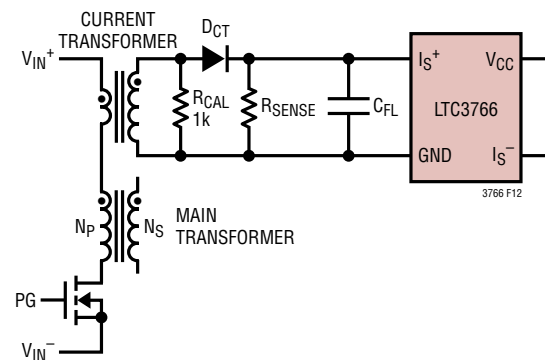 CURRENT
TRANSFORMER
DCT
VIN+
RCAL
1k
RSENSE
CFL
IS+
VCC
LTC3766
GND
IS−
3766 F12
NP
NS
MAIN
TRANSFORMER
PG
VIN−